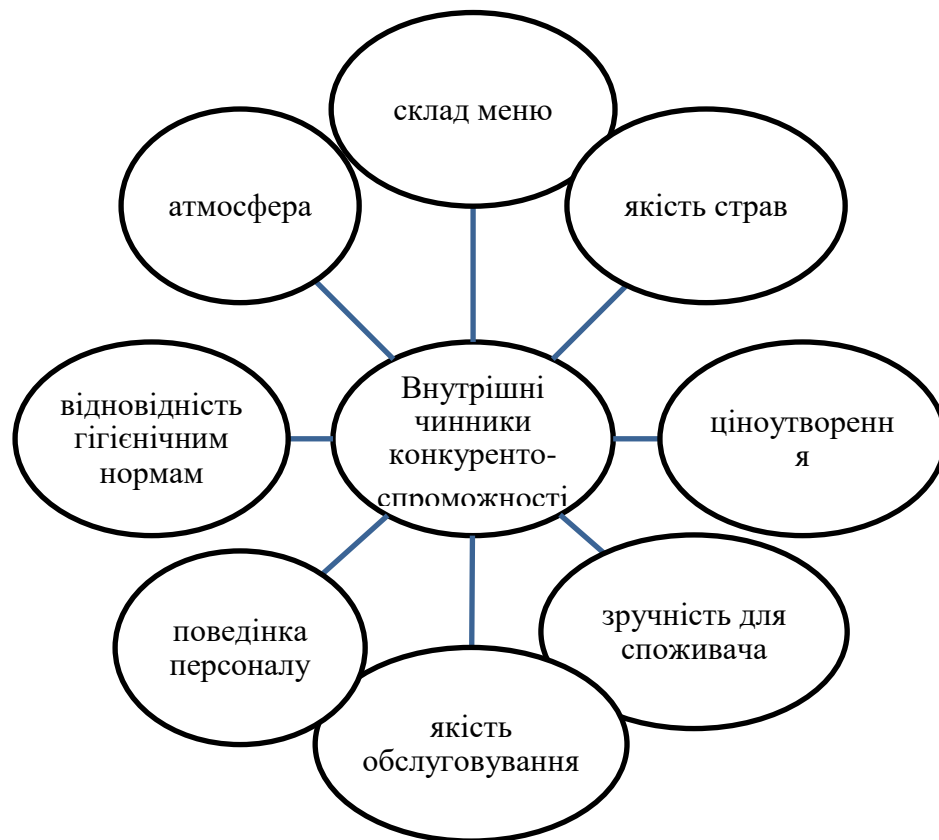 склад меню
атмосфера
якість страв
Внутрішні
чинники
конкуренто-
спроможності
відновідність
гігієнічним
нормам
ціноутворенн
я
поведінка
персоналу
зручність для
споживача
якість
обслуговування